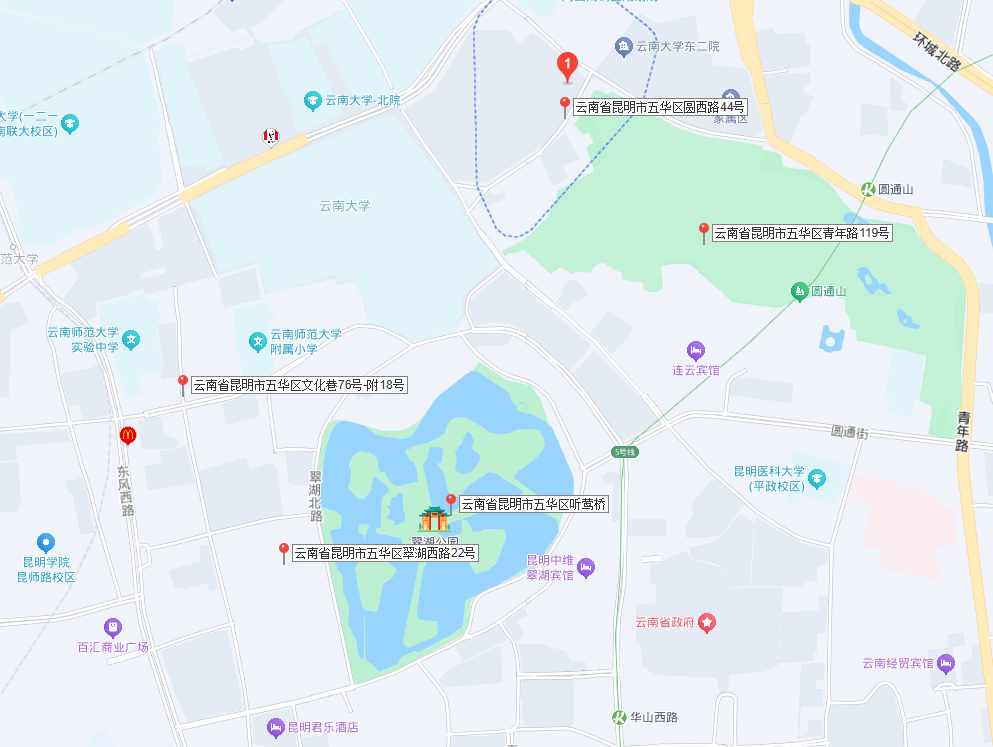 云南大学东二院
环城北路
1
云南大学-北院
云南省昆明市五华区圆西路44号
家属区
大学(一二一
南联大校区)
圆通山
云南大学
云南省昆明市五华区青年路119号
范大学
圆通山
云南师范大学
实验中学
云南师范大学
附属小学
连云宾馆
云南省昆明市五华区文化巷76号-附18号
青年路
圆通街
5号线
东风西路
翠湖北路
昆明医科大学
(平政校区)
云南省昆明市五华区听莺桥
翠湖公园
云南省昆明市五华区翠湖西路22号
昆明学院
昆师路校区
昆明中维
翠湖宾馆
云南省政府
百汇商业广场
云南经贸宾馆
华山西路
昆明君乐酒店